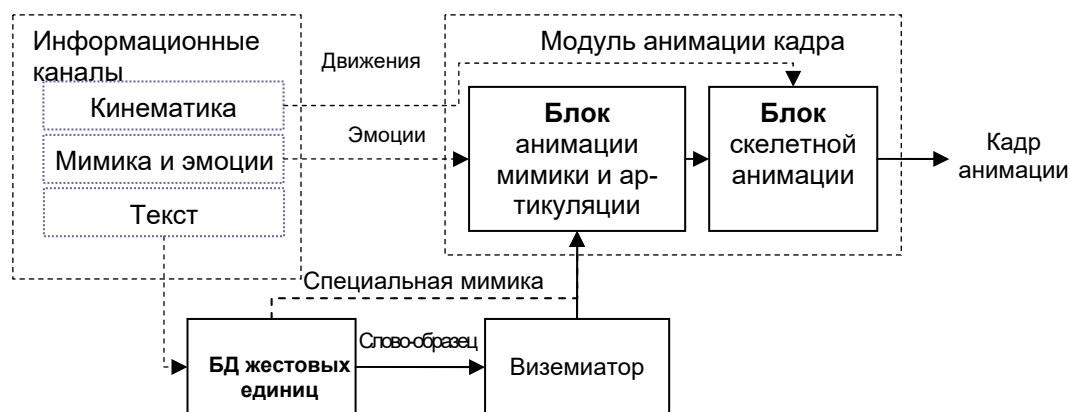 Информационные
каналы
Кинематика
Мимика и эмоции
Текст
Движения
Эмоции
Модуль анимации кадра
Блок
анимации
мимики и ар-
тикуляции
Блок
скелетной
анимации
Кадр
анимации
Специальная мимика
БД жестовых
единиц
Слово-образец
Виземиатор